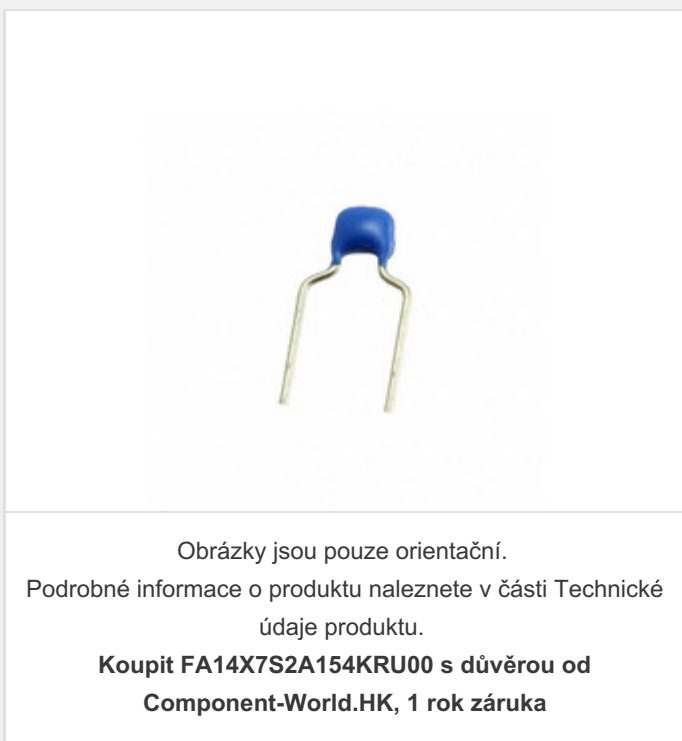 Obrázky jsou pouze orientační.
Podrobné informace o produktu naleznete v části Technické
údaje produktu.
Koupit FA14X7S2A154KRU00 s důvěrou od
Component-World.HK, 1 rok záruka